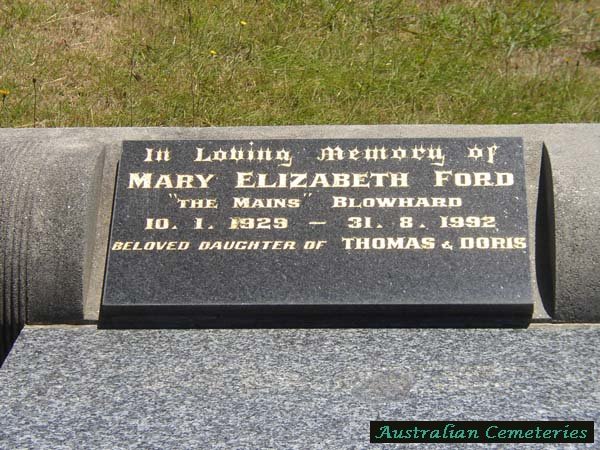 In Loving Memory of
MARY ELIZABETH FORD
"THE MAINS" BLOWHARD
10. 1. 1929 – 31. 8. 1992
BELOVED DAUGHTER OF THOMAS & DORIS
Australian Cemeteries